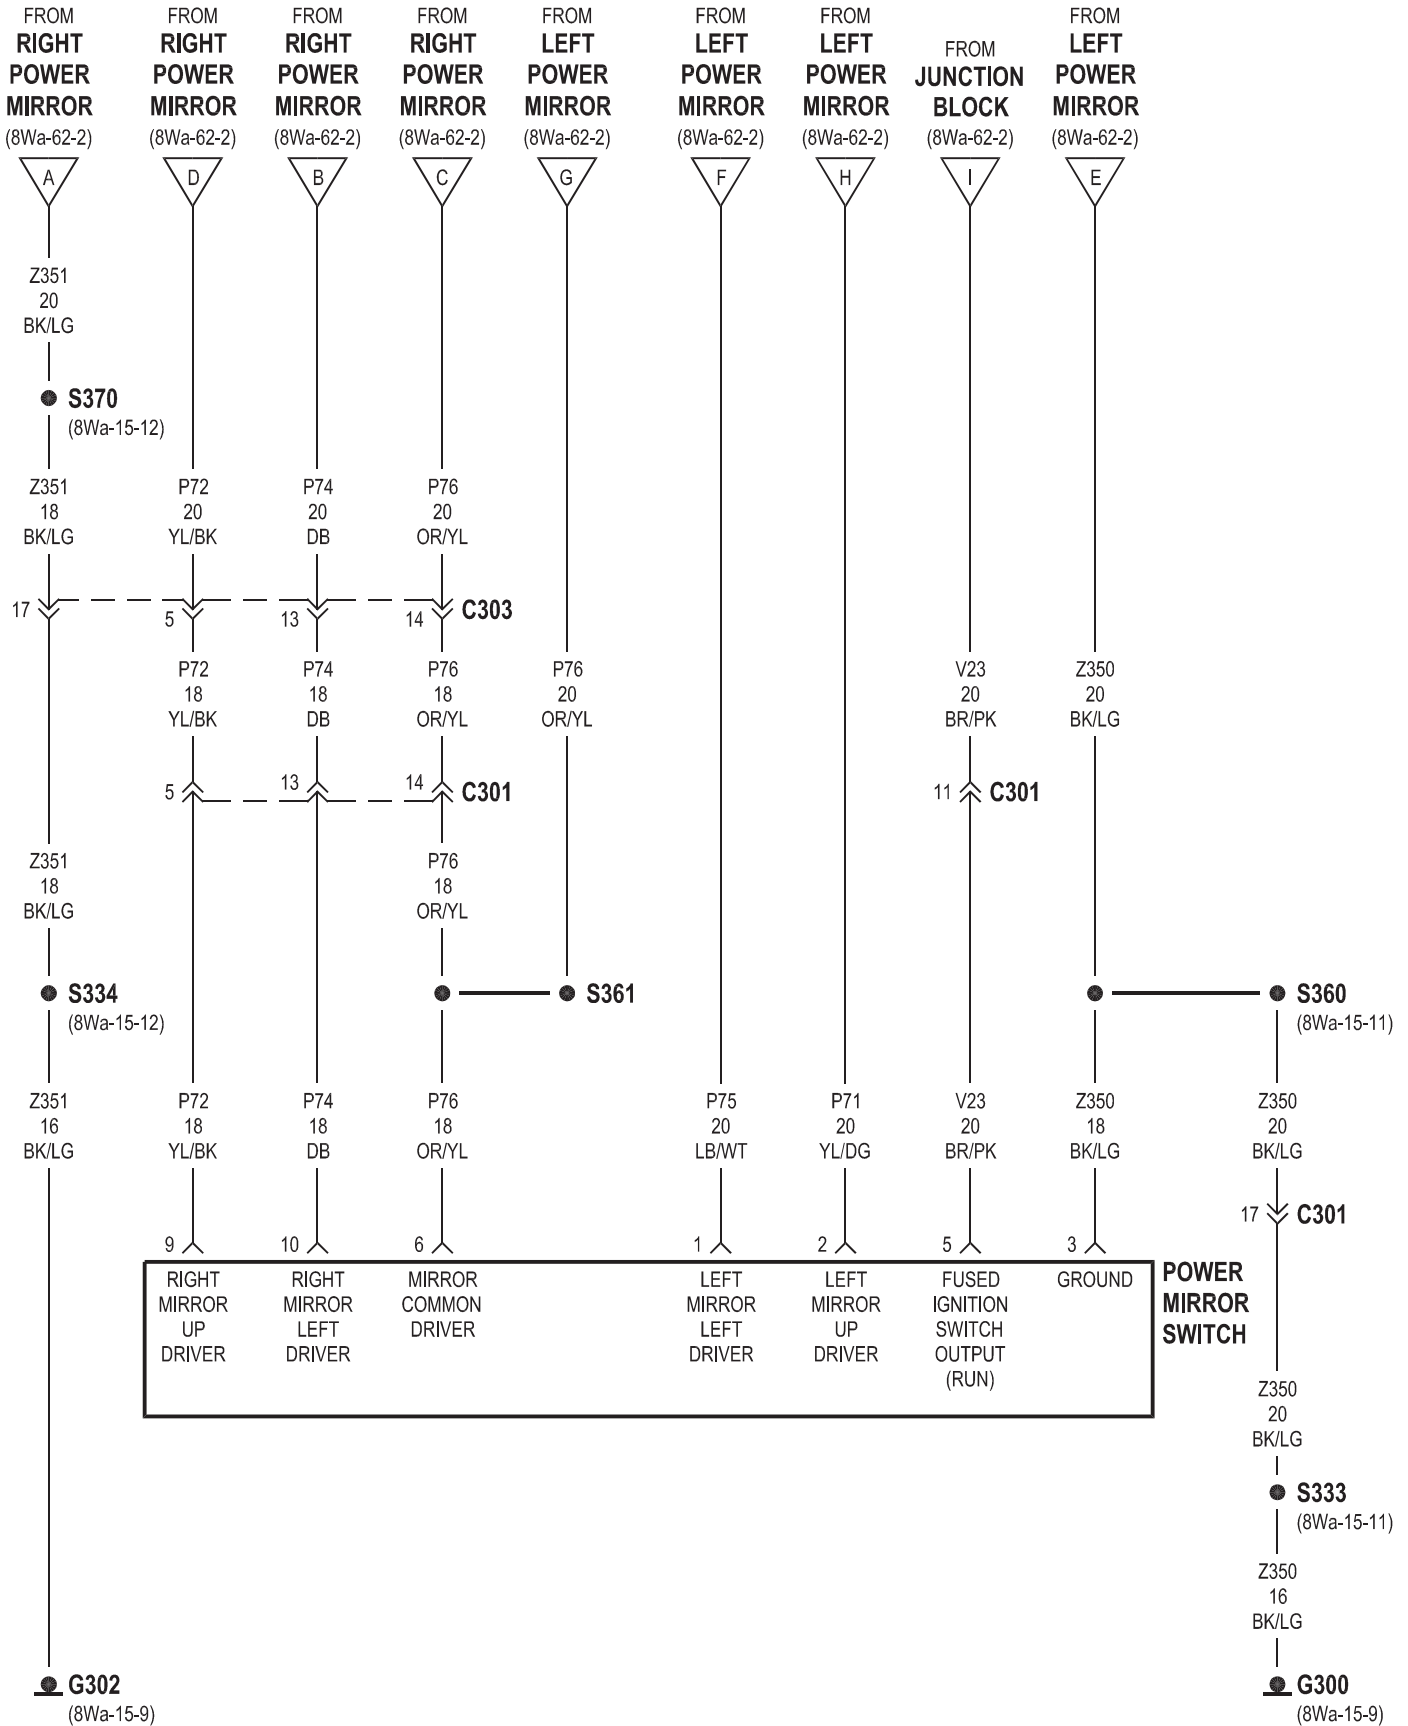 FROM
RIGHT
POWER
MIRROR
(8Wa-62-2)
A
FROM
RIGHT
POWER
MIRROR
(8Wa-62-2)
D
FROM
RIGHT
POWER
MIRROR
(8Wa-62-2)
B
FROM
RIGHT
POWER
MIRROR
(8Wa-62-2)
C
FROM
LEFT
POWER
MIRROR
(8Wa-62-2)
G
FROM
LEFT
POWER
MIRROR
(8Wa-62-2)
F
FROM
LEFT
POWER
MIRROR
(8Wa-62-2)
H
FROM
JUNCTION
BLOCK
(8Wa-62-2)
I
FROM
LEFT
POWER
MIRROR
(8Wa-62-2)
E
Z351
20
BK/LG
S370
(8Wa-15-12)
Z351
18
BK/LG
P72
20
YL/BK
P74
20
DB
P76
20
OR/YL
17
5
13
14
C303
P72
18
YL/BK
P74
18
DB
P76
18
OR/YL
P76
20
OR/YL
V23
20
BR/PK
Z350
20
BK/LG
5
13
14
C301
11
C301
Z351
18
BK/LG
P76
18
OR/YL
S334
(8Wa-15-12)
S361
S360
(8Wa-15-11)
Z351
16
BK/LG
P72
18
YL/BK
P74
18
DB
P76
18
OR/YL
P75
20
LB/WT
P71
20
YL/DG
V23
20
BR/PK
Z350
18
BK/LG
Z350
20
BK/LG
17
C301
9
10
6
1
2
5
3
RIGHT
MIRROR
UP
DRIVER
RIGHT
MIRROR
LEFT
DRIVER
MIRROR
COMMON
DRIVER
LEFT
MIRROR
LEFT
DRIVER
LEFT
MIRROR
UP
DRIVER
FUSED
IGNITION
SWITCH
OUTPUT
(RUN)
GROUND
POWER
MIRROR
SWITCH
Z350
20
BK/LG
S333
(8Wa-15-11)
Z350
16
BK/LG
G302
(8Wa-15-9)
G300
(8Wa-15-9)